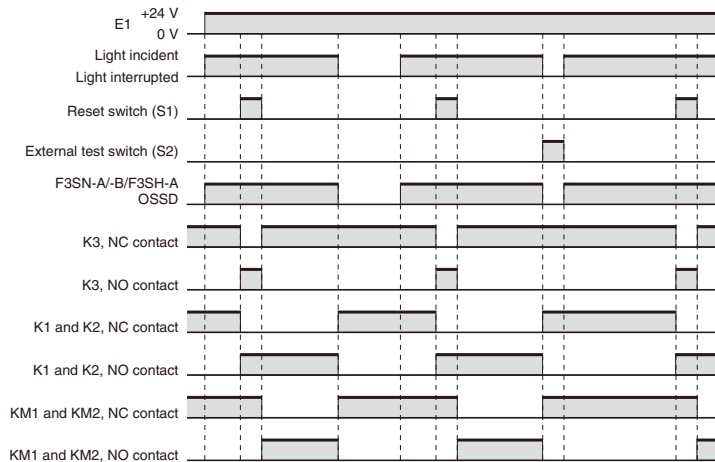 E1 +24 V
0 V
Light incident
Light interrupted
Reset switch (S1)
External test switch (S2)
F3SN-A/-B/F3SH-A
OSSD
K3, NC contact
K3, NO contact
K1 and K2, NC contact
K1 and K2, NO contact
KM1 and KM2, NC contact
KM1 and KM2, NO contact